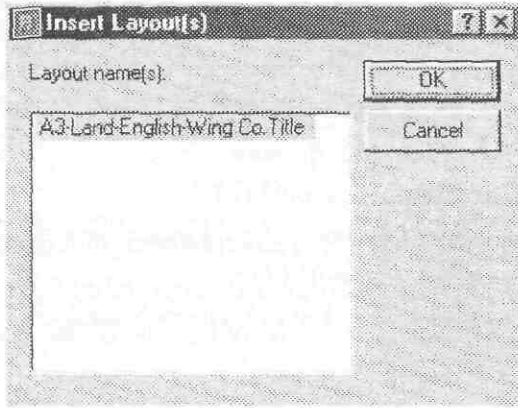 Insert Layout(s)
Layout name(s):
OK
A3-Land-English-Wing Co.Title
Cancel